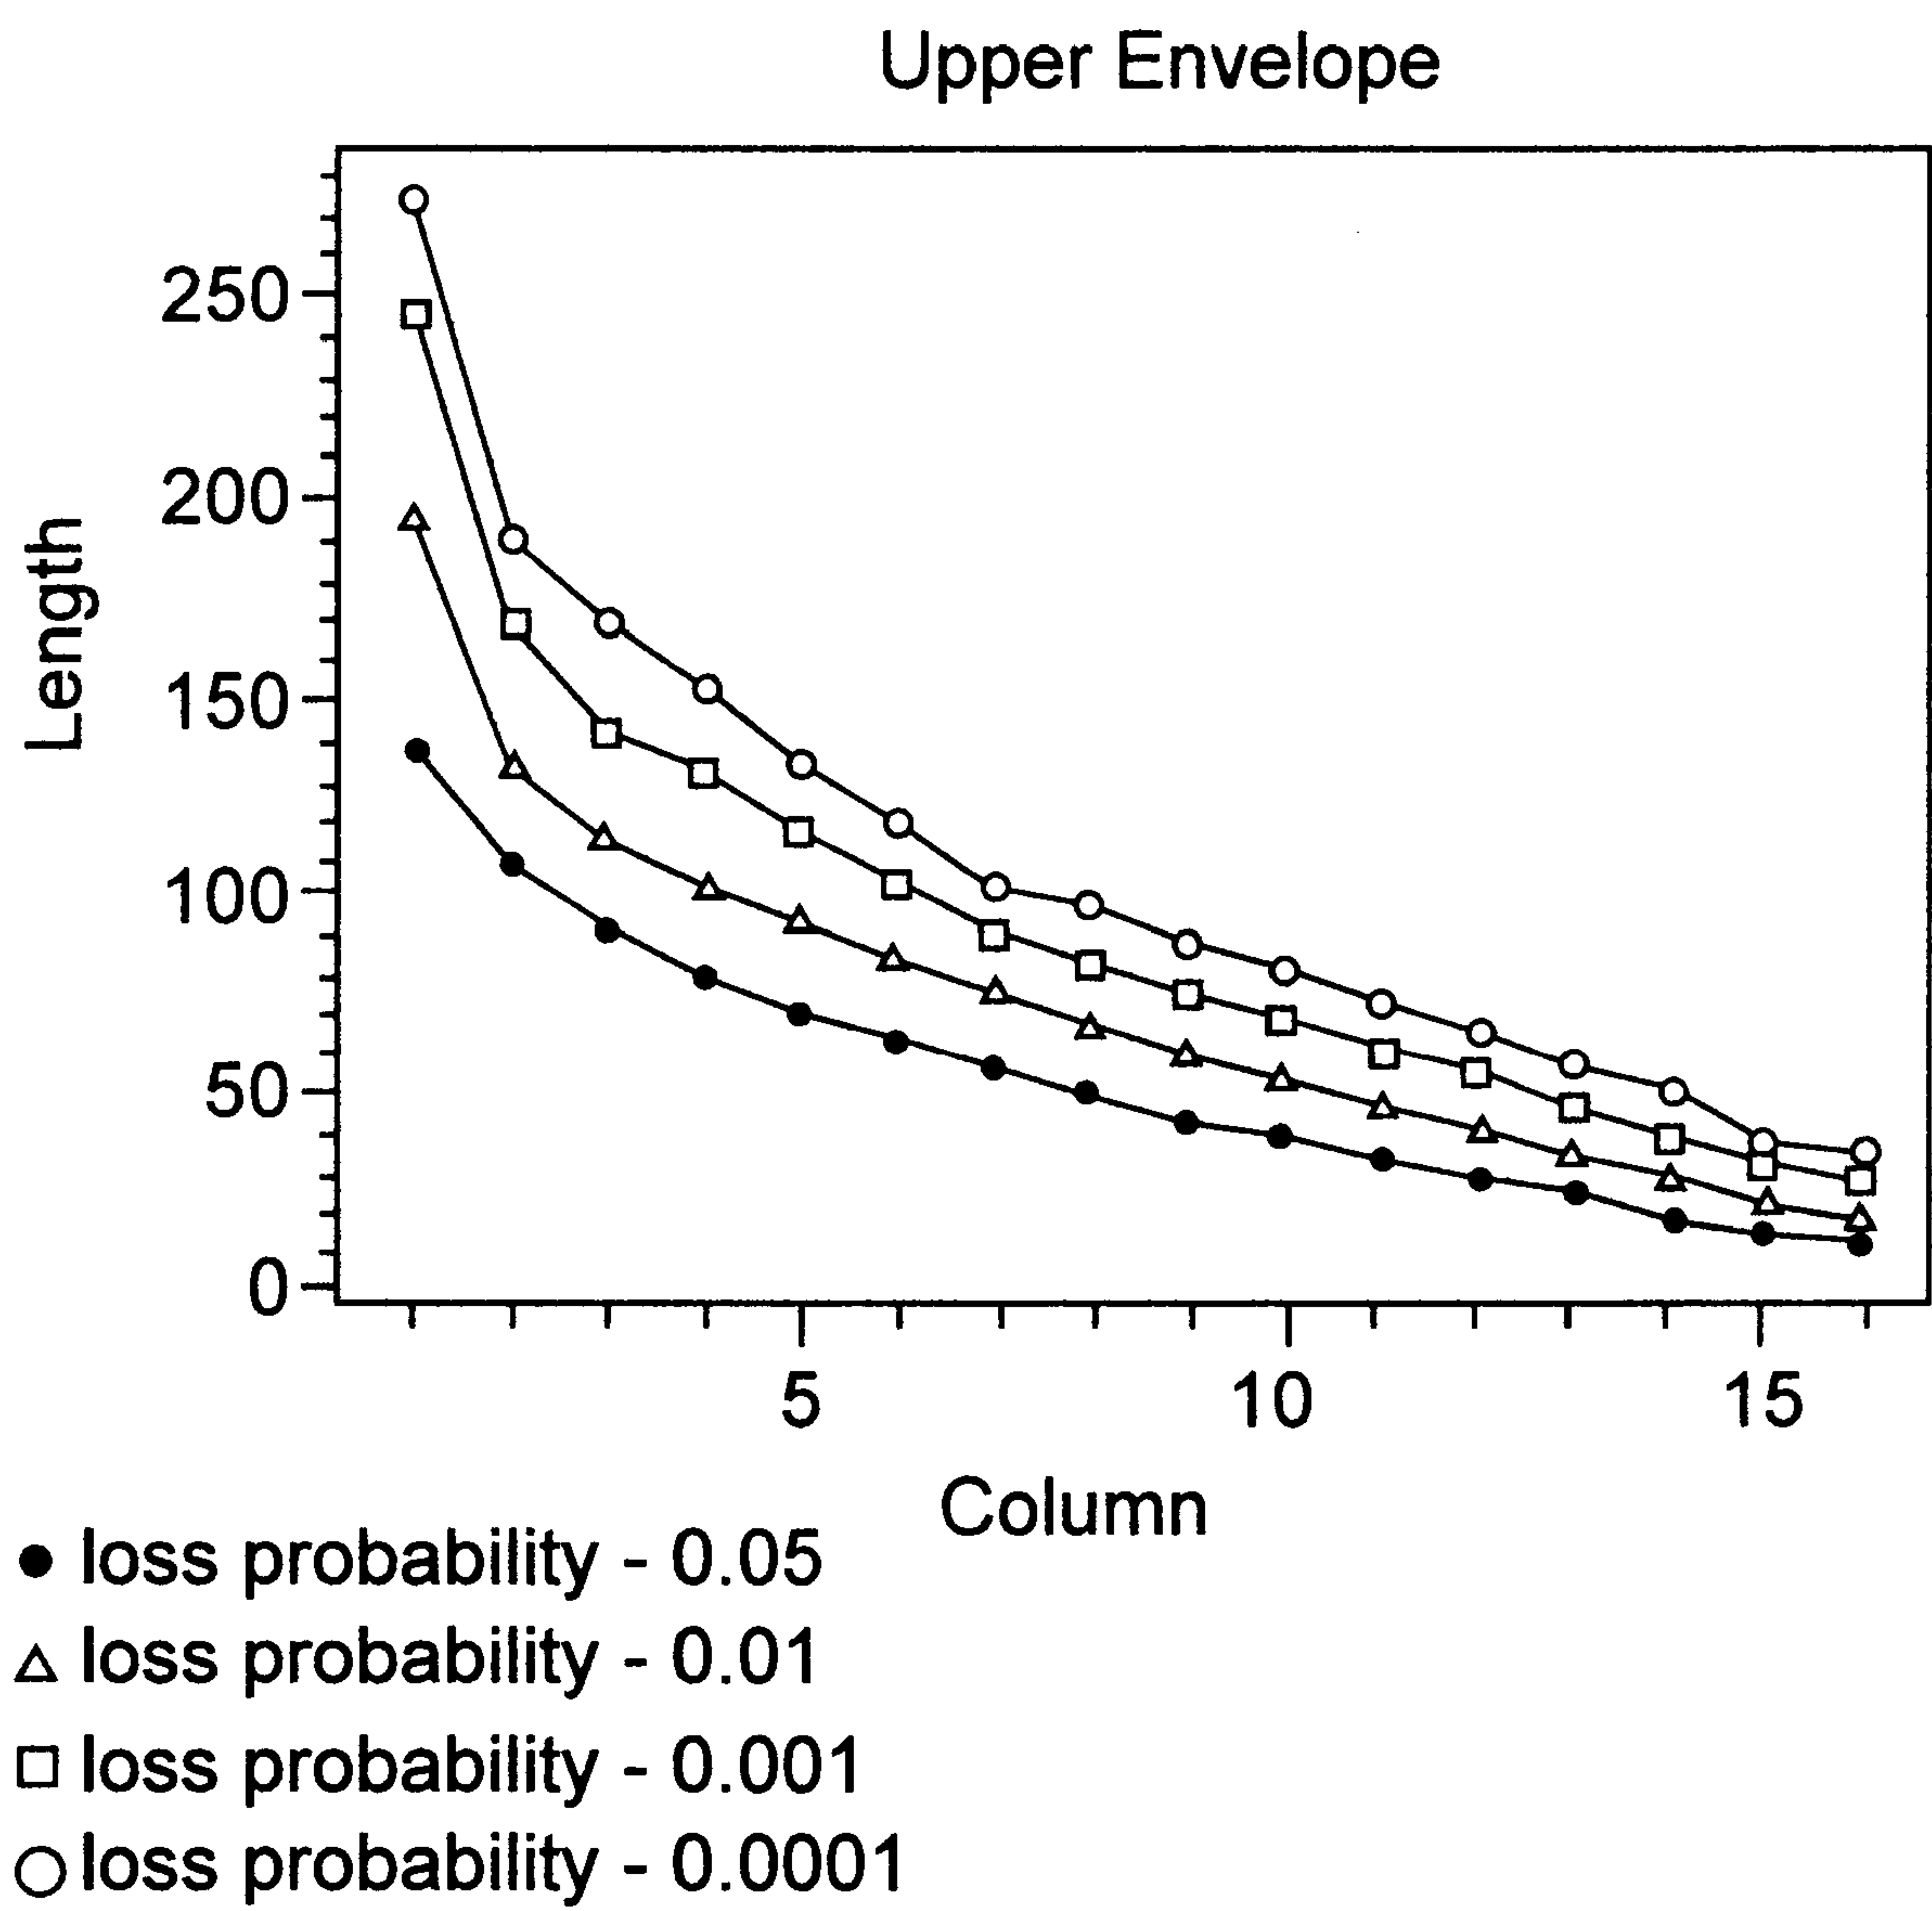 Upper Envelope
Length
250
200
150
100
50
0
5 10 15
Column
loss probability - 0.05
loss probability - 0.01
loss probability - 0.001
loss probability - 0.0001